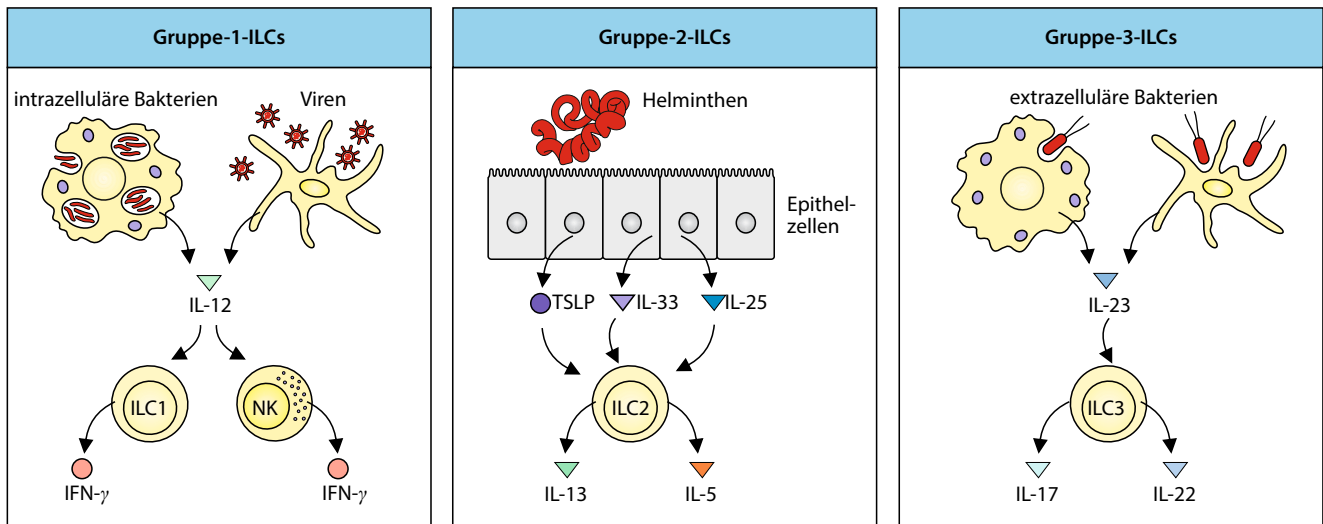 Gruppe-1-ILCs
intrazelluläre Bakterien
Viren
IL-12
ILC1
NK
IFN-γ
IFN-γ
Gruppe-2-ILCs
Helminthen
Epithel-
zellen
TSLP
IL-33
IL-25
ILC2
IL-13
IL-5
Gruppe-3-ILCs
extrazelluläre Bakterien
IL-23
ILC3
IL-17
IL-22